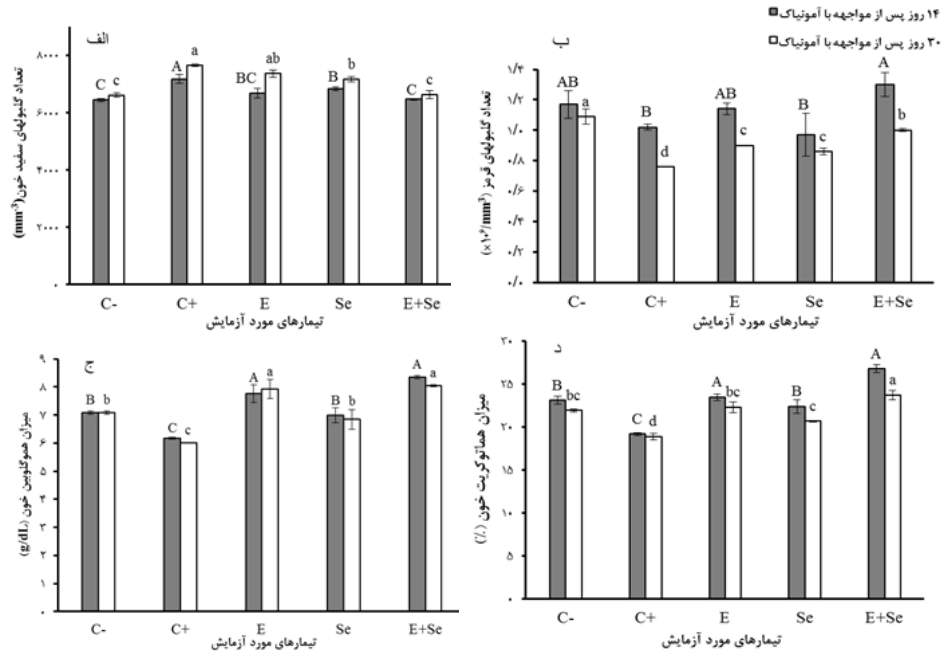 ۱۴ روز پس از مواجهه با آمونیاک
۳۰ روز پس از مواجهه با آمونیاک
الف
تعداد گلبولهای سفید خون (mm⁻³)
۸۰۰۰
۶۰۰۰
۴۰۰۰
۲۰۰۰
۰
C c
A a
BC ab
B b
C c
C- C+ E Se E+Se
تیمارهای مورد آزمایش
ب
تعداد گلبولهای قرمز (×۱۰⁶/mm³)
۱/۴
۱/۲
۱/۰
۰/۸
۰/۶
۰/۴
۰/۲
۰/۰
AB a
B d
AB c
B c
A b
C- C+ E Se E+Se
تیمارهای مورد آزمایش
ج
میزان هموگلوبین خون (g/dL)
۹
۸
۷
۶
۵
۴
۳
۲
۱
۰
B b
C c
A a
B b
A a
C- C+ E Se E+Se
تیمارهای مورد آزمایش
د
میزان هماتوکریت خون (٪)
۳۰
۲۵
۲۰
۱۵
۱۰
۵
۰
B bc
C d
A bc
B c
A a
C- C+ E Se E+Se
تیمارهای مورد آزمایش